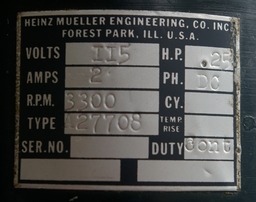 HEINZ MUELLER ENGINEERING, CO. INC
FOREST PARK, ILL. U.S.A.
VOLTS 115 H.P. .25
AMPS 2 PH. DC
R.P.M. 3300 CY.
TYPE 127708 TEMP. RISE
SER.NO. DUTY Cont